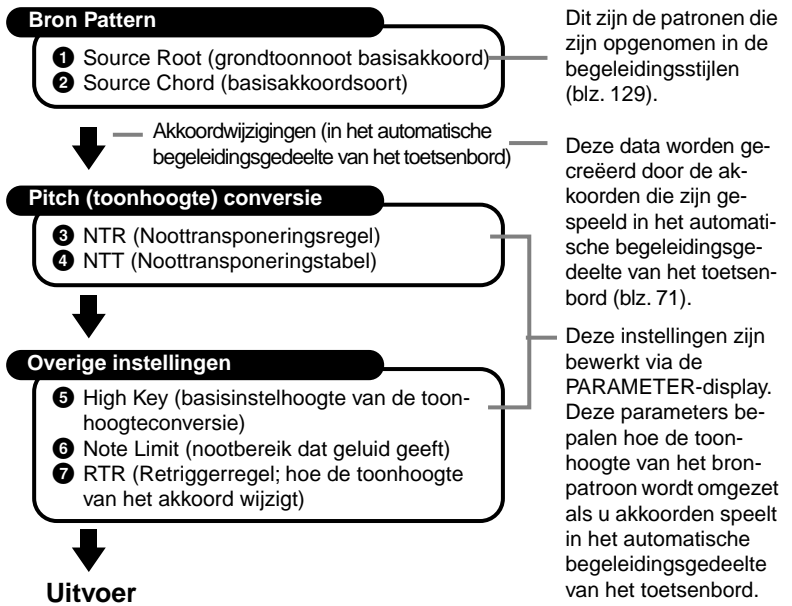 Bron Pattern
❶ Source Root (grondtoonnoot basisakkoord)
❷ Source Chord (basisakkoordsoort)
Dit zijn de patronen die
zijn opgenomen in de
begeleidingsstijlen
(blz. 129).
Akkoordwijzigingen (in het automatische
begeleidingsgedeelte van het toetsenbord)
Deze data worden ge-
creëerd door de ak-
koorden die zijn ge-
speeld in het automati-
sche begeleidingsge-
deelte van het toetsen-
bord (blz. 71).
Pitch (toonhoogte) conversie
❸ NTR (Noottransponeringsregel)
❹ NTT (Noottransponeringstabel)
Overige instellingen
❺ High Key (basisinstelhoogte van de toon-
hoogteconversie)
❻ Note Limit (nootbereik dat geluid geeft)
❼ RTR (Retriggerregel; hoe de toonhoogte
van het akkoord wijzigt)
Deze instellingen zijn
bewerkt via de
PARAMETER-display.
Deze parameters be-
palen hoe de toon-
hoogte van het bron-
patroon wordt omgezet
als u akkoorden speelt
in het automatische
begeleidingsgedeelte
van het toetsenbord.
Uitvoer